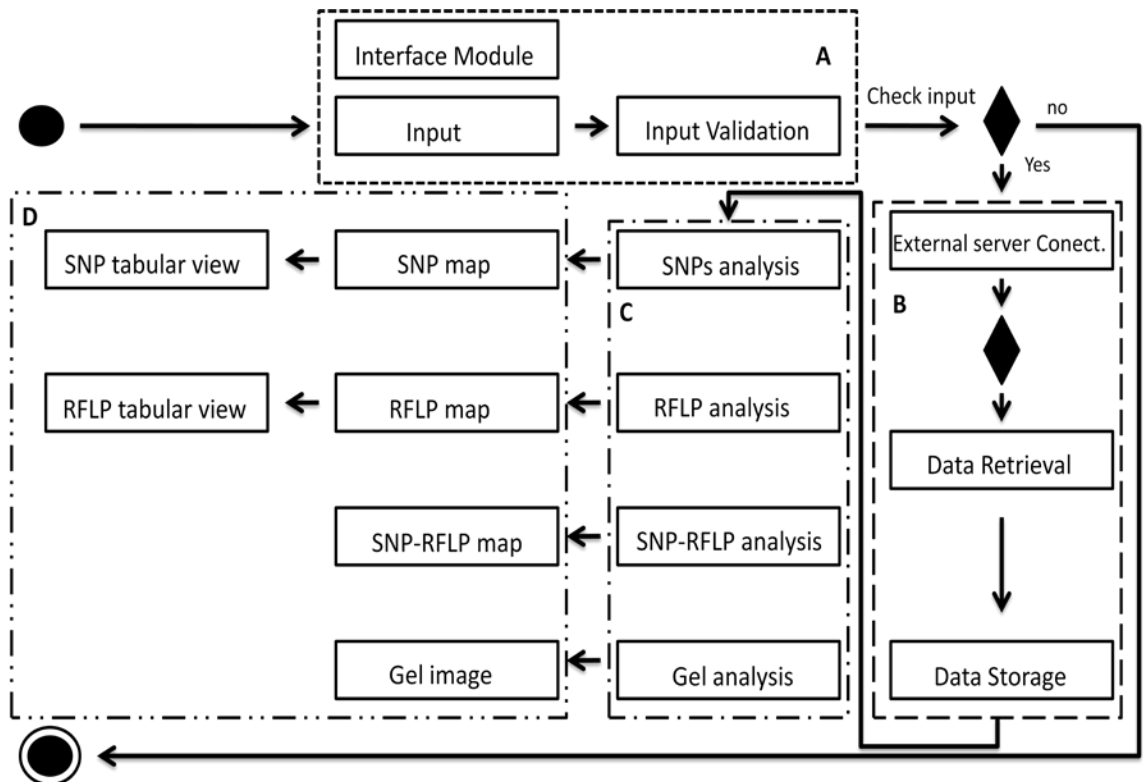 Interface Module
A
Input
Input Validation
Check input
no
Yes
D
SNP tabular view
SNP map
SNPs analysis
External server Conect.
C
B
RFLP tabular view
RFLP map
RFLP analysis
Data Retrieval
SNP-RFLP map
SNP-RFLP analysis
Gel image
Gel analysis
Data Storage